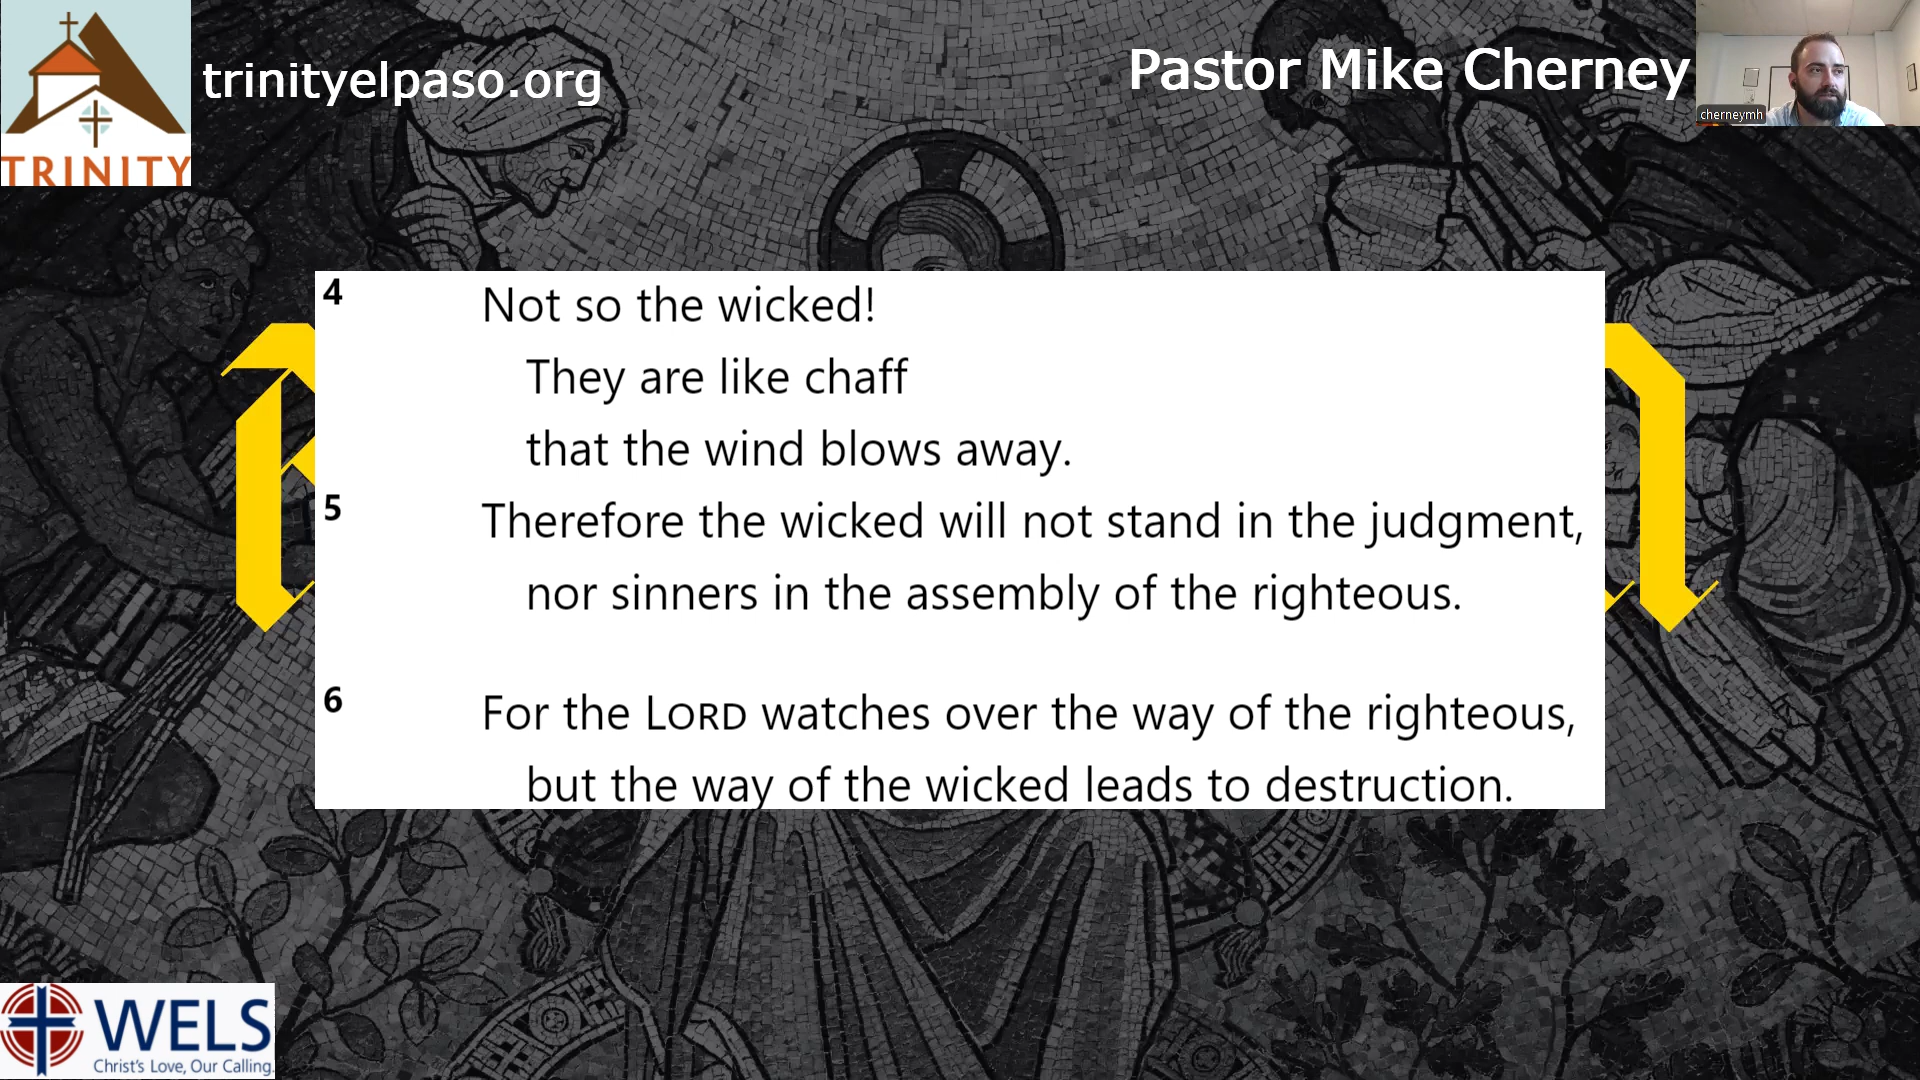 trinityelpaso.org
Pastor Mike Cherney
cherneymh
TRINITY
4 Not so the wicked!
They are like chaff
that the wind blows away.
5 Therefore the wicked will not stand in the judgment,
nor sinners in the assembly of the righteous.
6 For the LORD watches over the way of the righteous,
but the way of the wicked leads to destruction.
WELS
Christ's Love, Our Calling.